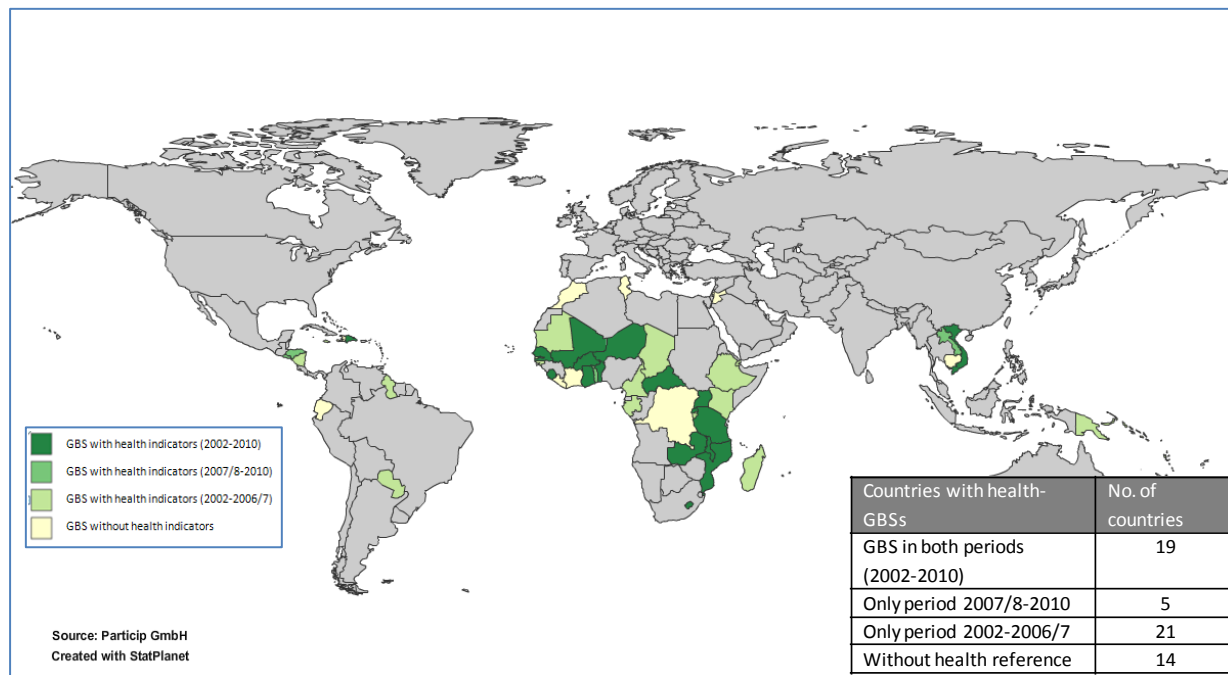 GBS with health indicators (2002-2010)
GBS with health indicators (2007/8-2010)
GBS with health indicators (2002-2006/7)
GBS without health indicators
Source: Particip GmbH
Created with StatPlanet
Countries with health- No. of
GBSs countries
GBS in both periods 19
(2002-2010)
Only period 2007/8-2010 5
Only period 2002-2006/7 21
Without health reference 14